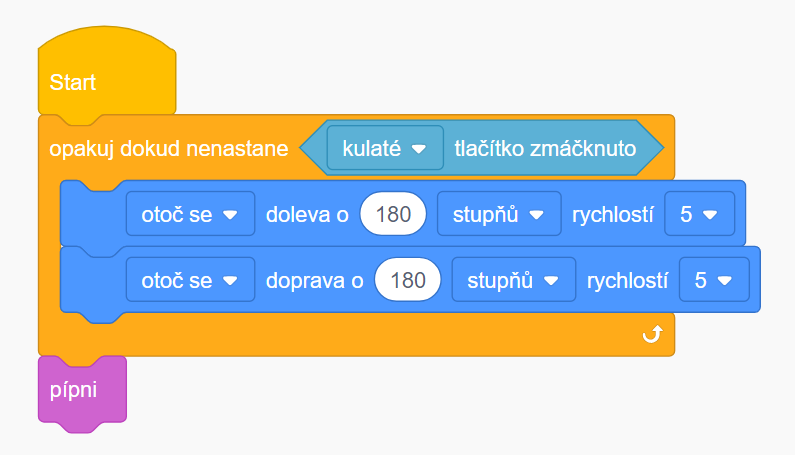 Start
opakuj dokud nenastane kulaté tlačítko zmáčknuto
otoč se doleva o 180 stupňů rychlostí 5
otoč se doprava o 180 stupňů rychlostí 5
pípni